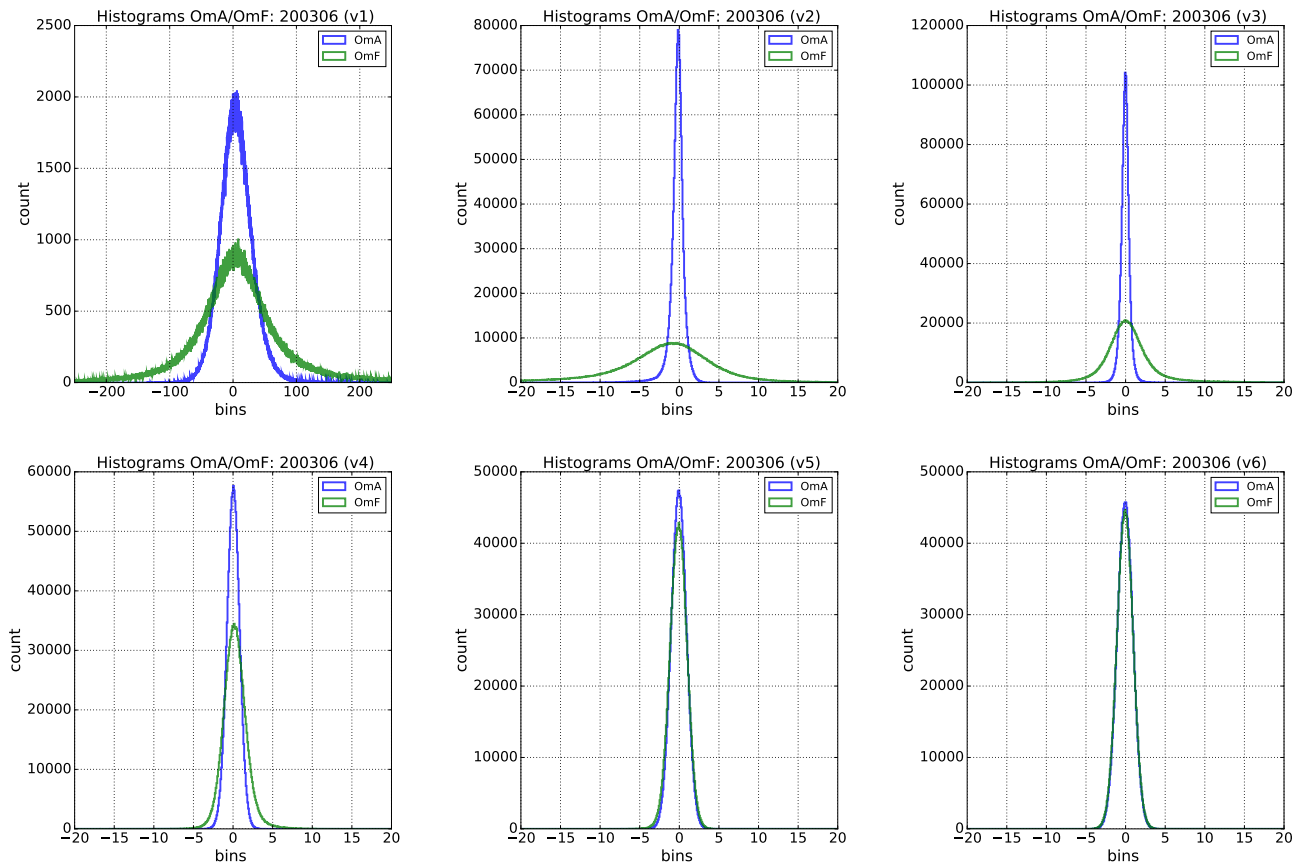 Histograms OmA/OmF: 200306 (v1)
2500
2000
1500
1000
500
0
count
−200 −100 0 100 200
bins
OmA
OmF
Histograms OmA/OmF: 200306 (v2)
80000
70000
60000
50000
40000
30000
20000
10000
0
count
−20 −15 −10 −5 0 5 10 15 20
bins
OmA
OmF
Histograms OmA/OmF: 200306 (v3)
120000
100000
80000
60000
40000
20000
0
count
−20 −15 −10 −5 0 5 10 15 20
bins
OmA
OmF
Histograms OmA/OmF: 200306 (v4)
60000
50000
40000
30000
20000
10000
0
count
−20 −15 −10 −5 0 5 10 15 20
bins
OmA
OmF
Histograms OmA/OmF: 200306 (v5)
50000
40000
30000
20000
10000
0
count
−20 −15 −10 −5 0 5 10 15 20
bins
OmA
OmF
Histograms OmA/OmF: 200306 (v6)
50000
40000
30000
20000
10000
0
count
−20 −15 −10 −5 0 5 10 15 20
bins
OmA
OmF